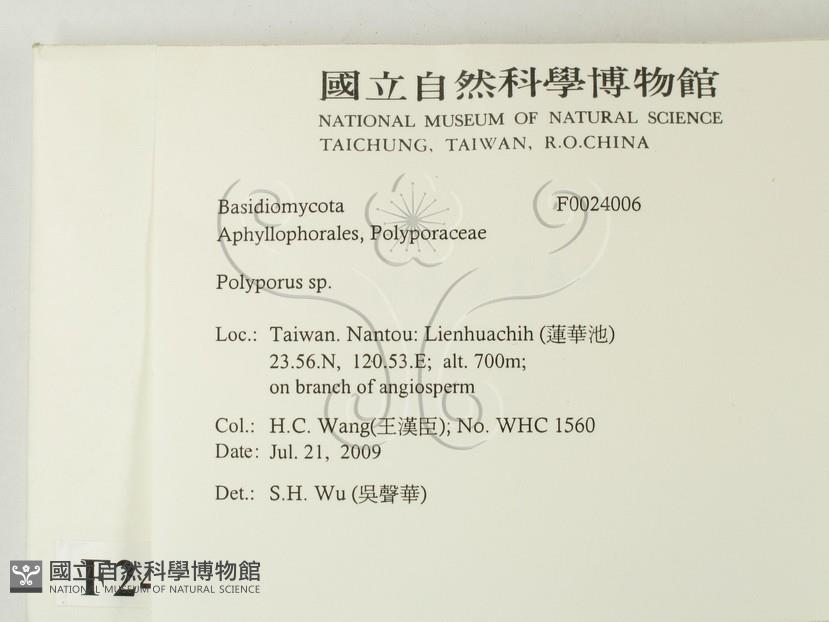 國立自然科學博物館
NATIONAL MUSEUM OF NATURAL SCIENCE
TAICHUNG, TAIWAN, R.O.CHINA
Basidiomycota F0024006
Aphyllophorales, Polyporaceae
Polyporus sp.
Loc.: Taiwan. Nantou: Lienhuachih (蓮華池)
23.56.N, 120.53.E; alt. 700m;
on branch of angiosperm
Col.: H.C. Wang(王漢臣); No. WHC 1560
Date: Jul. 21, 2009
Det.: S.H. Wu (吳聲華)
F2
國立自然科學博物館
NATIONAL MUSEUM OF NATURAL SCIENCE